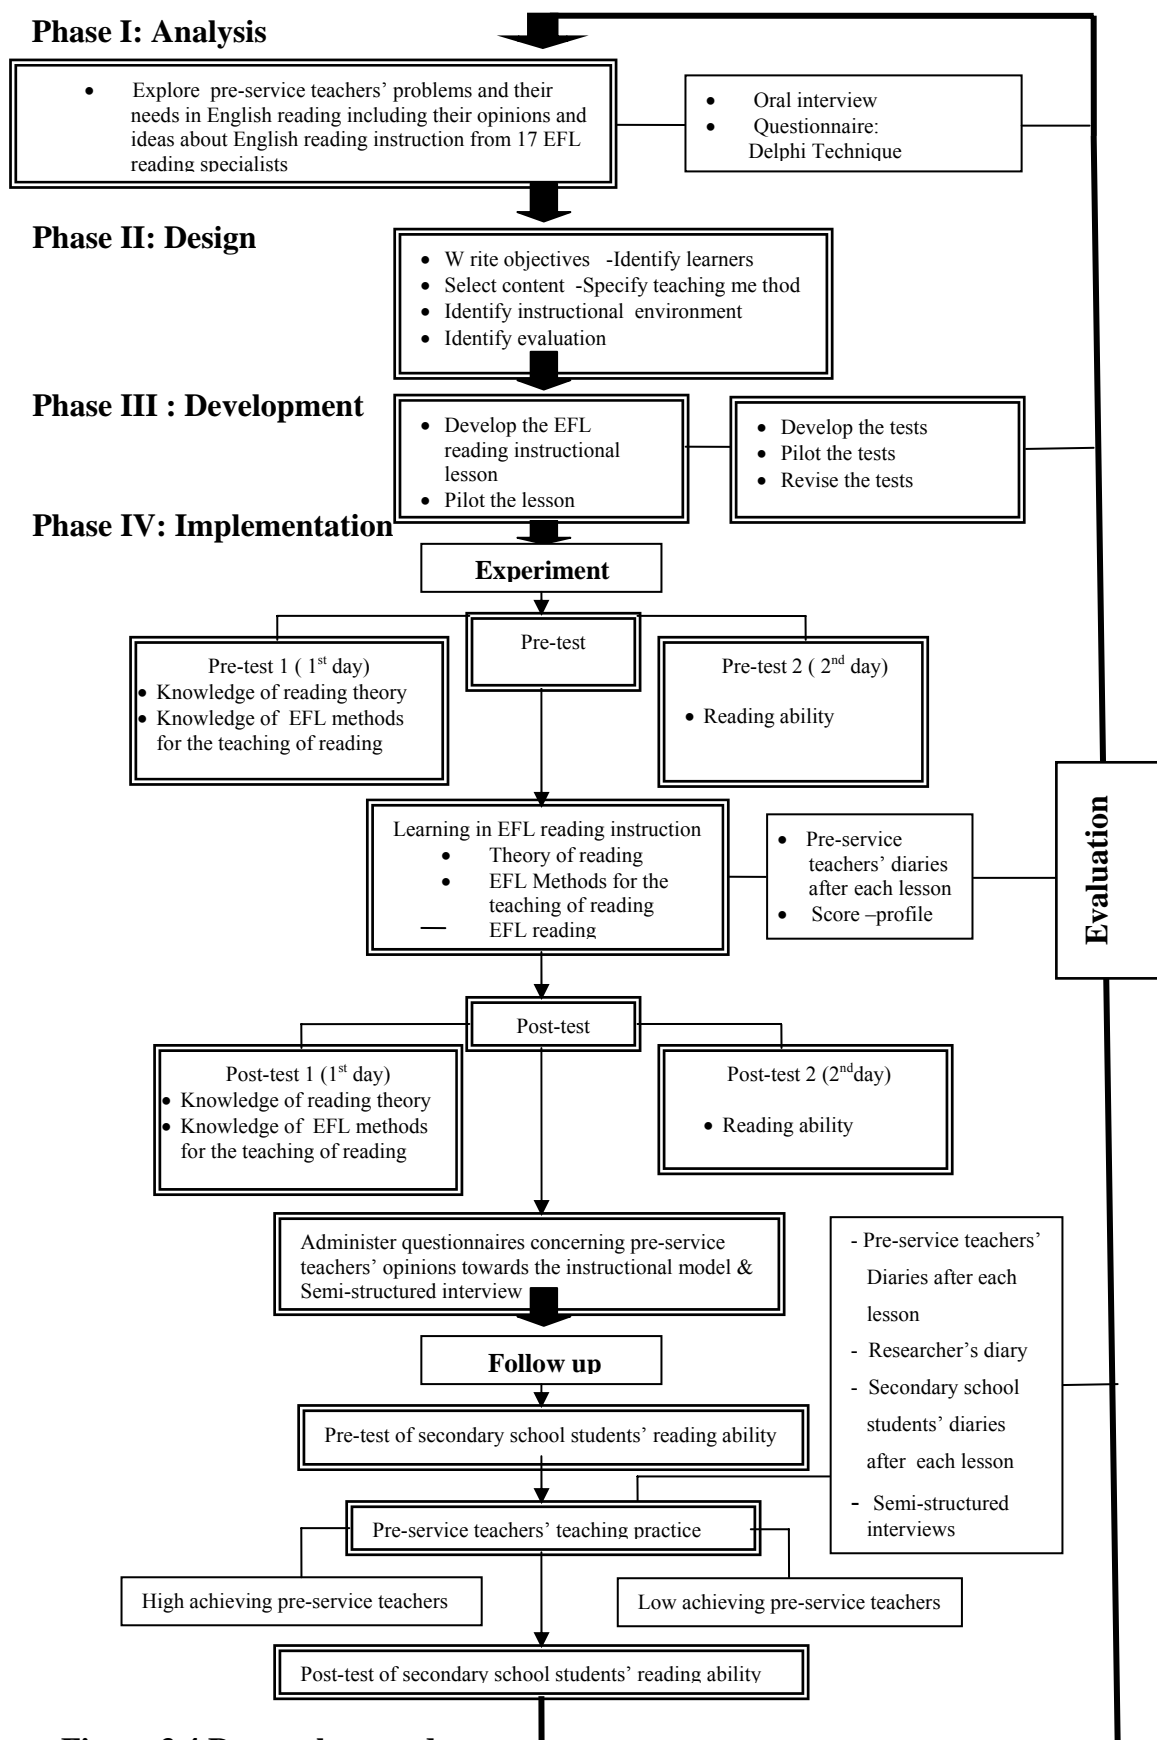 Phase I: Analysis
• Explore pre-service teachers’ problems and their
needs in English reading including their opinions and
ideas about English reading instruction from 17 EFL
reading specialists
• Oral interview
• Questionnaire:
Delphi Technique
Phase II: Design
• W rite objectives -Identify learners
• Select content -Specify teaching me thod
• Identify instructional environment
• Identify evaluation
Phase III : Development
• Develop the EFL
reading instructional
lesson
• Pilot the lesson
• Develop the tests
• Pilot the tests
• Revise the tests
Phase IV: Implementation
Experiment
Pre-test
Pre-test 1 ( 1st day)
• Knowledge of reading theory
• Knowledge of EFL methods
for the teaching of reading
Pre-test 2 ( 2nd day)
• Reading ability
Learning in EFL reading instruction
• Theory of reading
• EFL Methods for the
teaching of reading
— EFL reading
• Pre-service
teachers’ diaries
after each lesson
• Score –profile
Evaluation
Post-test
Post-test 1 (1st day)
• Knowledge of reading theory
• Knowledge of EFL methods
for the teaching of reading
Post-test 2 (2ndday)
• Reading ability
Administer questionnaires concerning pre-service
teachers’ opinions towards the instructional model &
Semi-structured interview
- Pre-service teachers’
Diaries after each
lesson
- Researcher’s diary
- Secondary school
students’ diaries
after each lesson
- Semi-structured
interviews
Follow up
Pre-test of secondary school students’ reading ability
Pre-service teachers’ teaching practice
High achieving pre-service teachers
Low achieving pre-service teachers
Post-test of secondary school students’ reading ability